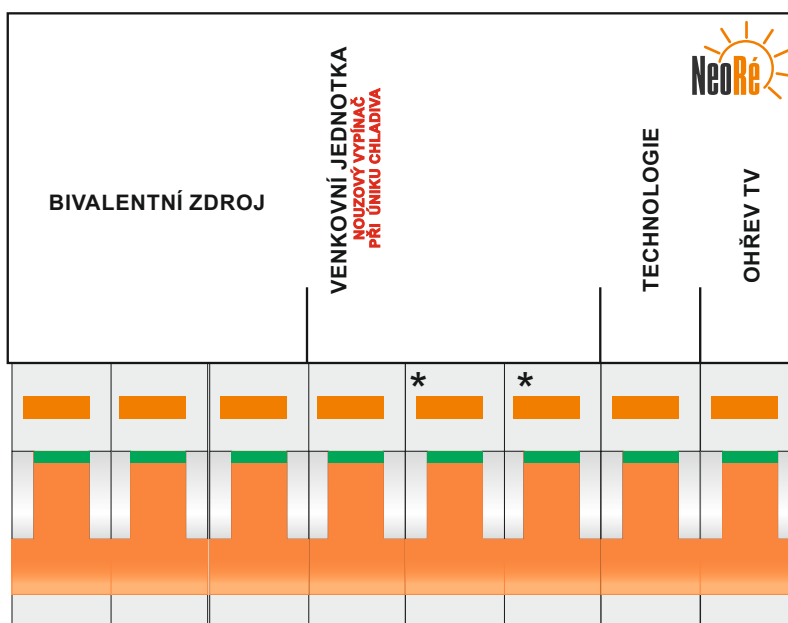 BIVALENTNÍ ZDROJ
VENKOVNÍ JEDNOTKA
NOUZOVÝ VYPÍNAČ
PŘI ÚNIKU CHLADIVA
TECHNOLOGIE
OHŘEV TV
NeoRé
* *